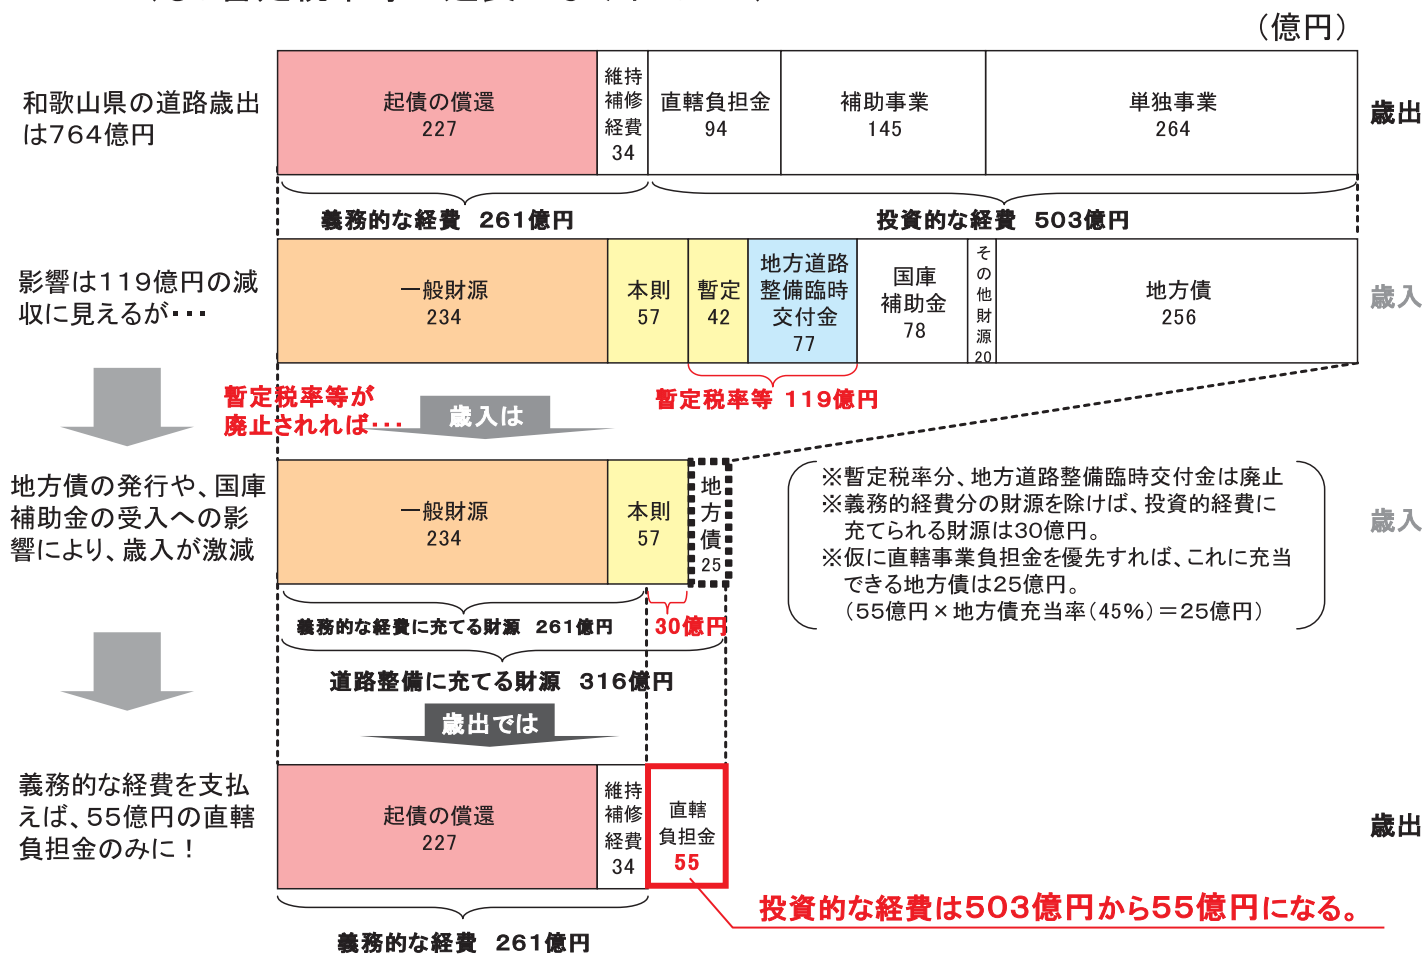 （億円）
和歌山県の道路歳出
は764億円
起債の償還
227
維持
補修
経費
34
直轄負担金
94
補助事業
145
単独事業
264
歳出
義務的な経費　261億円
投資的な経費　503億円
影響は119億円の減
収に見えるが・・・
一般財源
234
本則
57
暫定
42
地方道路
整備臨時
交付金
77
国庫
補助金
78
その他財源20
地方債
256
歳入
暫定税率等　119億円
暫定税率等が
廃止されれば・・・
歳入は
地方債の発行や、国庫
補助金の受入への影
響により、歳入が激減
一般財源
234
本則
57
地方債
25
※暫定税率分、地方道路整備臨時交付金は廃止
※義務的経費分の財源を除けば、投資的経費に
充てられる財源は30億円。
※仮に直轄事業負担金を優先すれば、これに充当
できる地方債は25億円。
（55億円×地方債充当率（45%）＝25億円）
歳入
義務的な経費に充てる財源　261億円
30億円
道路整備に充てる財源　316億円
歳出では
義務的な経費を支払
えば、55億円の直轄
負担金のみに！
起債の償還
227
維持
補修
経費
34
直轄
負担金
55
歳出
投資的な経費は503億円から55億円になる。
義務的な経費　261億円